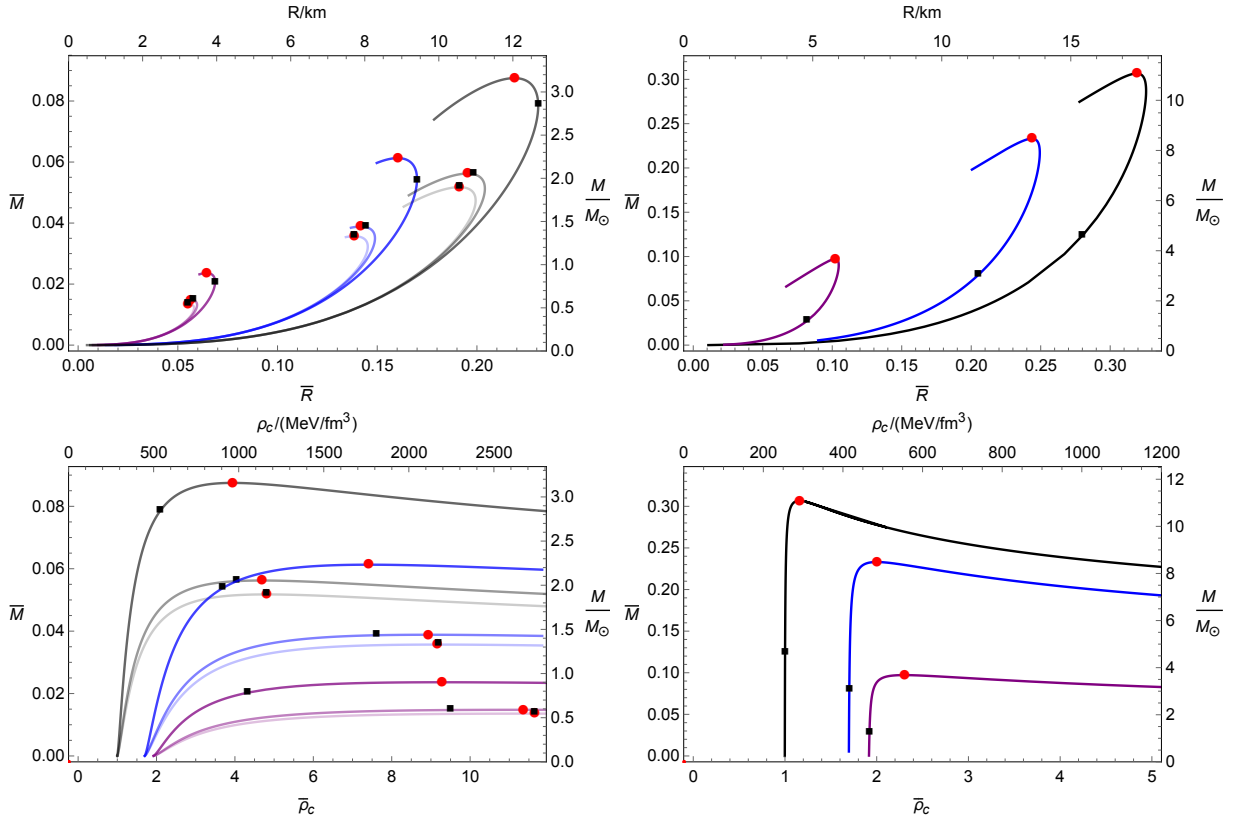 R/km
0 2 4 6 8 10 12
0.08
0.06
0.04
0.02
0.00
M
3.0
2.5
2.0
1.5
1.0
0.5
0.0
M
M⊙
0.00 0.05 0.10 0.15 0.20
R
R/km
0 5 10 15
0.30
0.25
0.20
0.15
0.10
0.05
0.00
M
10
8
6
4
2
0
M
M⊙
0.00 0.05 0.10 0.15 0.20 0.25 0.30
R
ρc/(MeV/fm³)
0 500 1000 1500 2000 2500
0.08
0.06
0.04
0.02
0.00
M
3.0
2.5
2.0
1.5
1.0
0.5
0.0
M
M⊙
0 2 4 6 8 10
ρc
ρc/(MeV/fm³)
0 200 400 600 800 1000 1200
0.30
0.25
0.20
0.15
0.10
0.05
0.00
M
12
10
8
6
4
2
0
M
M⊙
0 1 2 3 4 5
ρc